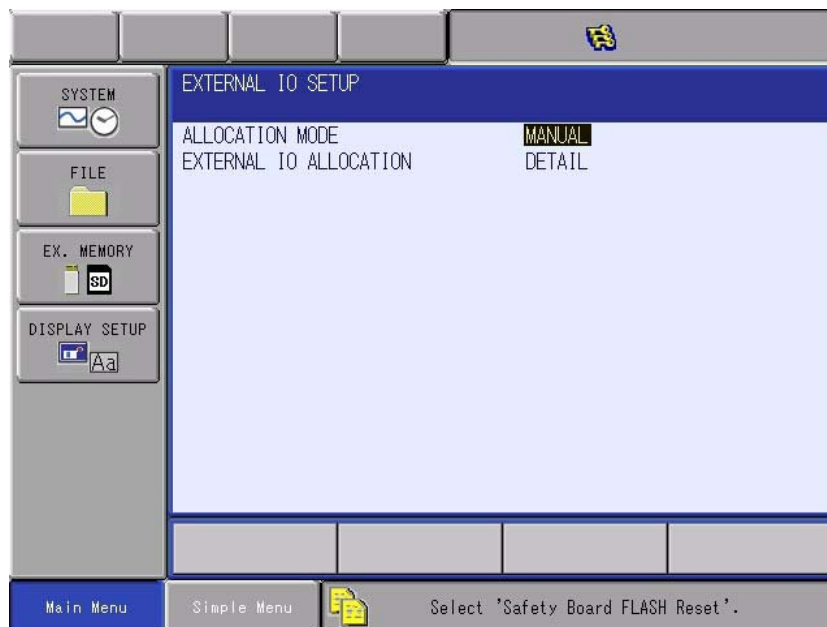 EXTERNAL IO SETUP
SYSTEM
ALLOCATION MODE MANUAL
EXTERNAL IO ALLOCATION DETAIL
FILE
EX. MEMORY
SD
DISPLAY SETUP
Aa
Main Menu
Simple Menu
Select 'Safety Board FLASH Reset'.